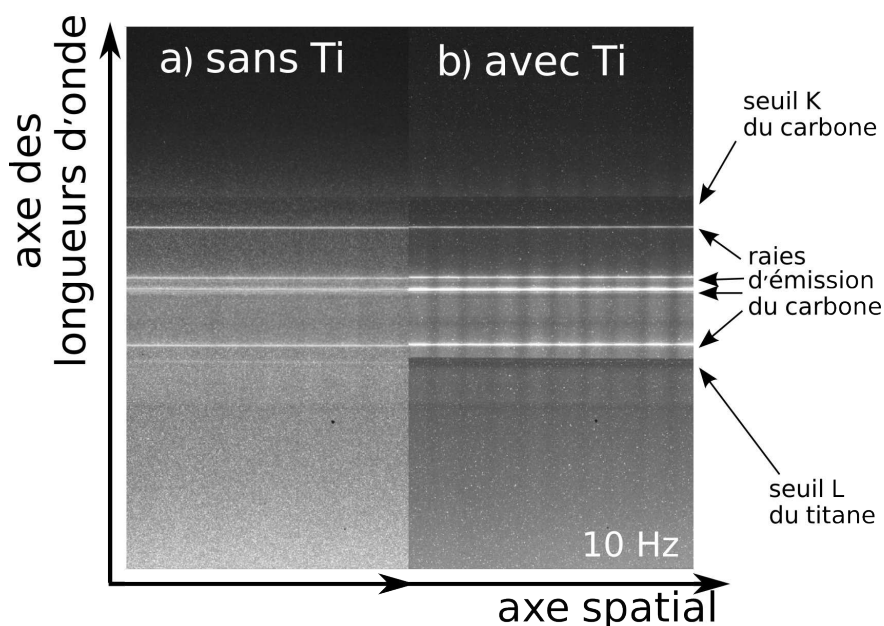 axe des
longueurs d'onde
a) sans Ti
b) avec Ti
seuil K
du carbone
raies
d'émission
du carbone
seuil L
du titane
10 Hz
axe spatial